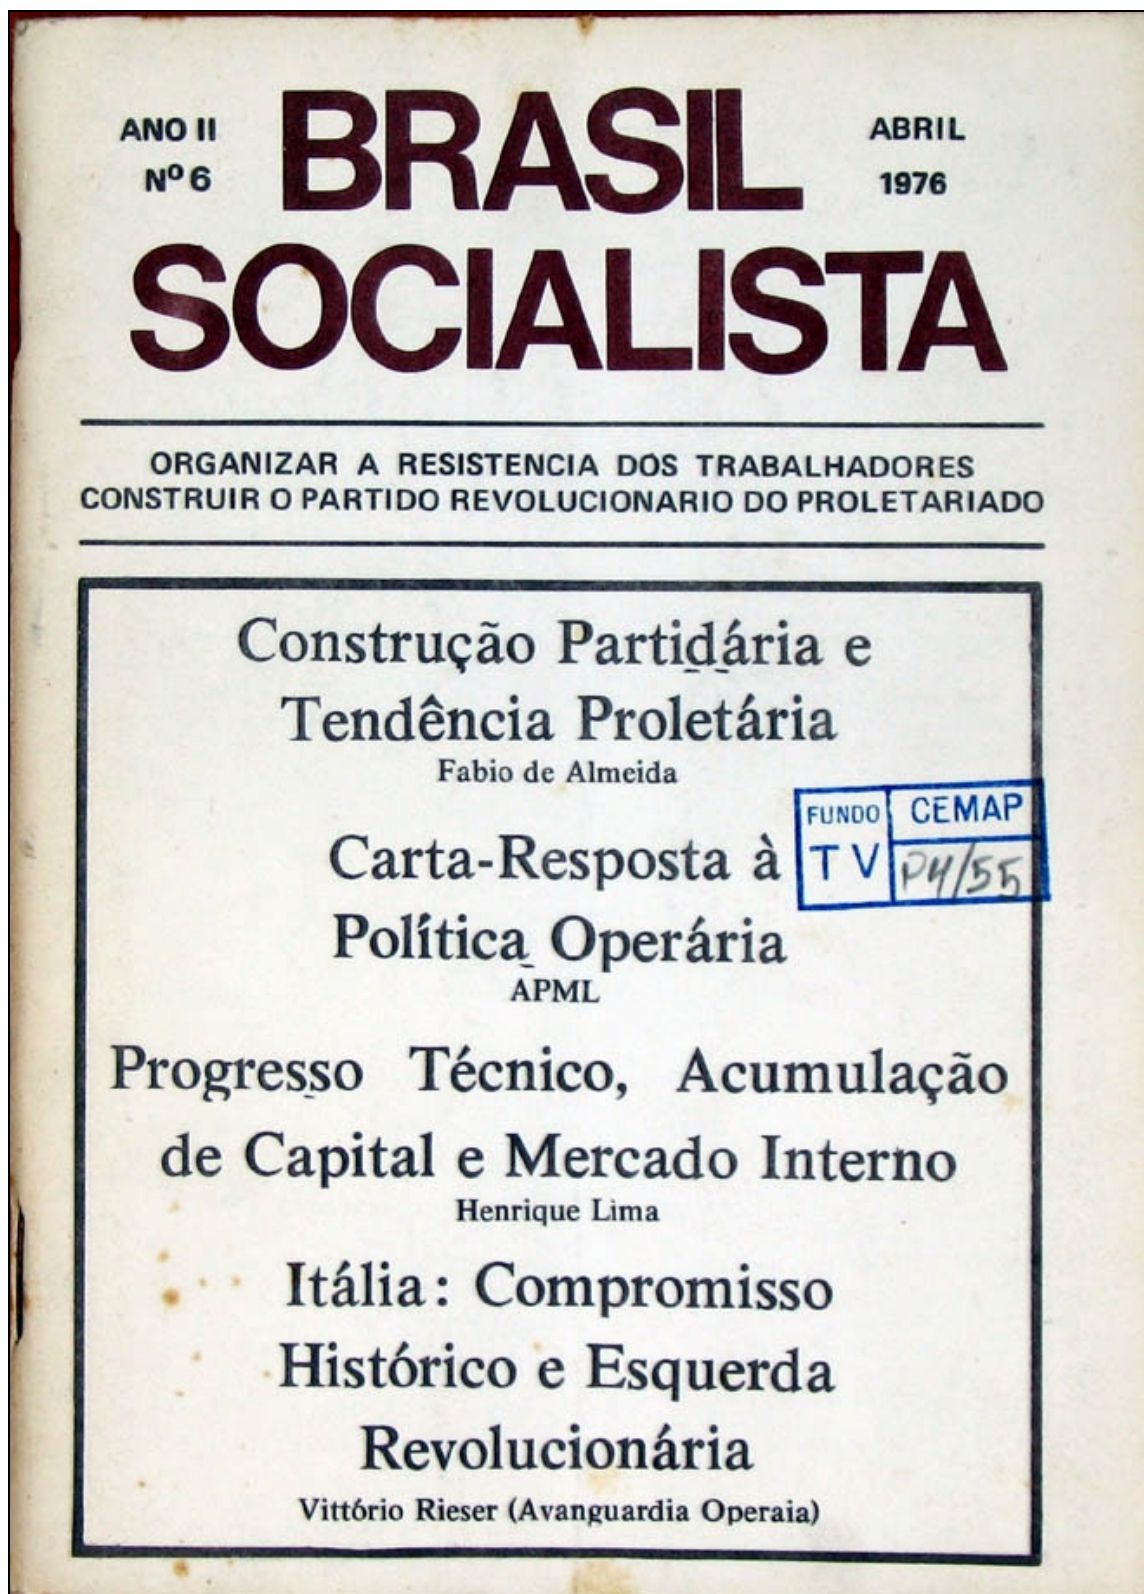 ANO II
Nº 6
BRASIL
ABRIL
1976
SOCIALISTA
ORGANIZAR A RESISTENCIA DOS TRABALHADORES
CONSTRUIR O PARTIDO REVOLUCIONARIO DO PROLETARIADO
Construção Partidária e
Tendência Proletária
Fabio de Almeida
Carta-Resposta à
Política Operária
APML
FUNDO
TV
CEMAP
P4/55
Progresso Técnico, Acumulação
de Capital e Mercado Interno
Henrique Lima
Itália: Compromisso
Histórico e Esquerda
Revolucionária
Vittório Rieser (Avanguardia Operaia)